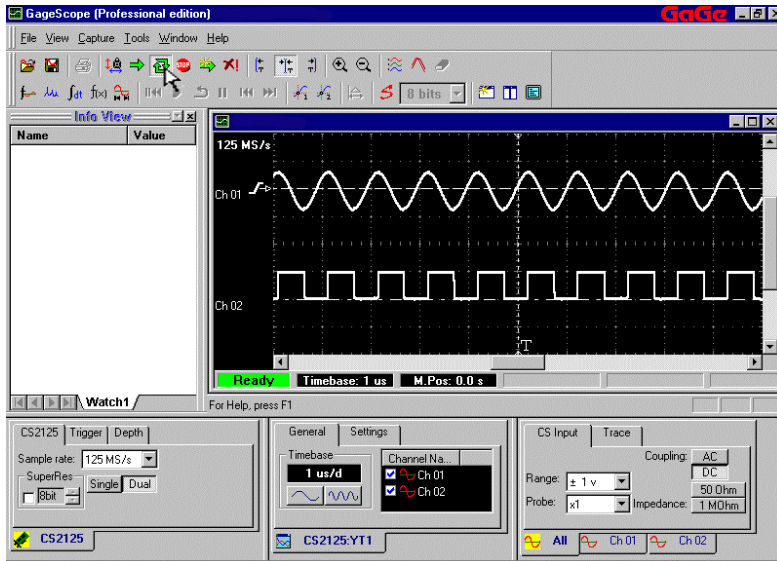 GageScope (Professional edition)
GaGe
File View Capture Tools Window Help
STOP
f(x)
8 bits
Info View
Name Value
125 MS/s
Ch 01
Ch 02
T
Ready Timebase: 1 us M.Pos: 0.0 s
Watch1
For Help, press F1
CS2125 Trigger Depth
Sample rate: 125 MS/s
SuperRes
8bit
Single Dual
CS2125
General Settings
Timebase
1 us/d
Channel Na...
Ch 01
Ch 02
CS2125:YT1
CS Input Trace
Coupling: AC
DC
Range: ± 1 v
50 Ohm
Probe: x1 Impedance: 1 MOhm
All Ch 01 Ch 02